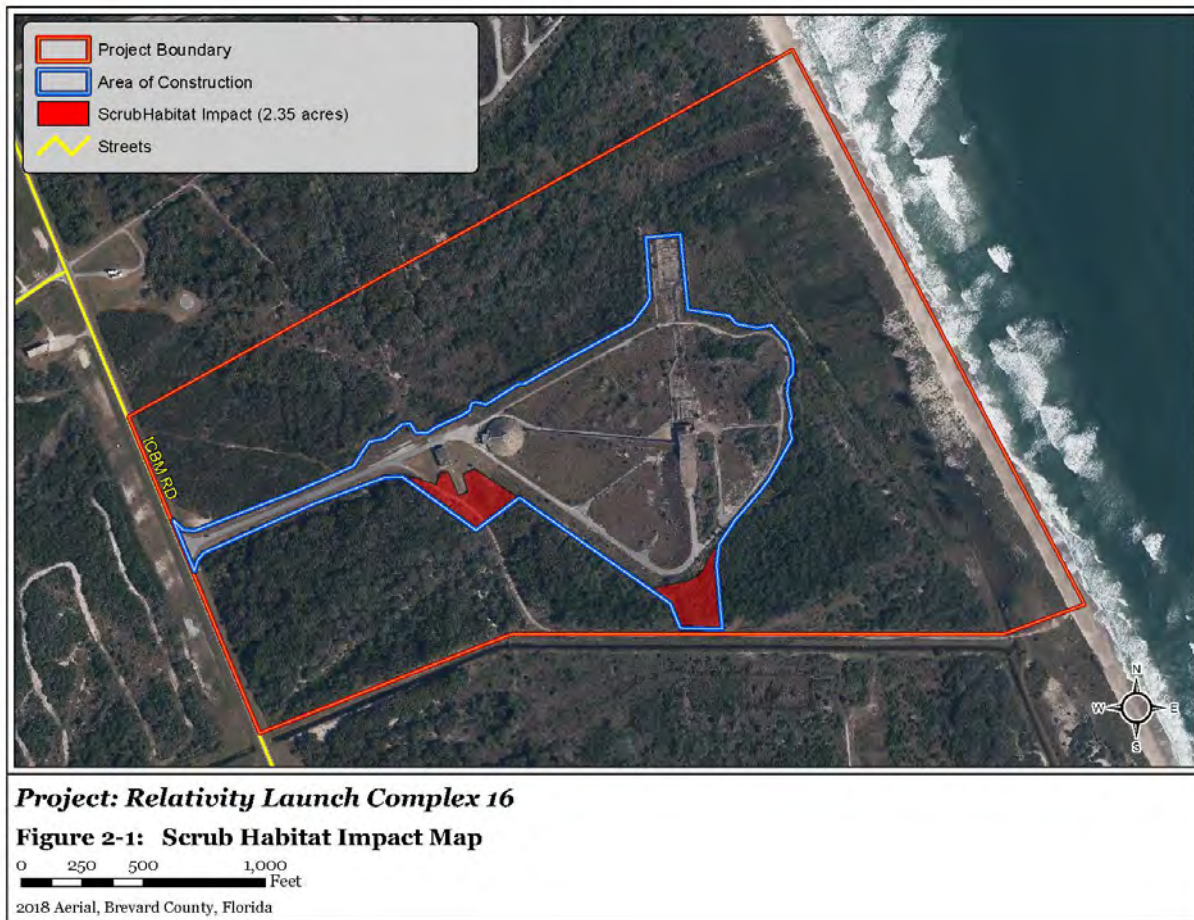 Project Boundary
Area of Construction
ScrubHabitat Impact (2.35 acres)
Streets
ICBM RD
N
W E
S
Project: Relativity Launch Complex 16
Figure 2-1: Scrub Habitat Impact Map
0 250 500 1,000
Feet
2018 Aerial, Brevard County, Florida